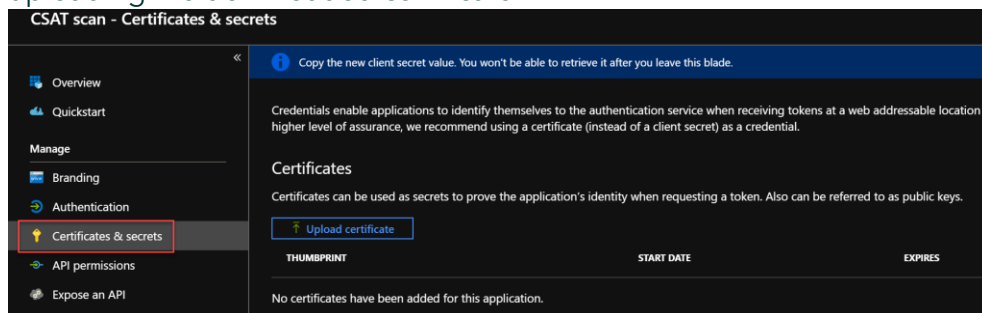 CSAT scan - Certificates & secrets
«
Copy the new client secret value. You won't be able to retrieve it after you leave this blade.
Overview
Quickstart
Credentials enable applications to identify themselves to the authentication service when receiving tokens at a web addressable location
higher level of assurance, we recommend using a certificate (instead of a client secret) as a credential.
Manage
Certificates
Branding
Certificates can be used as secrets to prove the application's identity when requesting a token. Also can be referred to as public keys.
Authentication
Upload certificate
Certificates & secrets
THUMBPRINT START DATE EXPIRES
API permissions
Expose an API
No certificates have been added for this application.